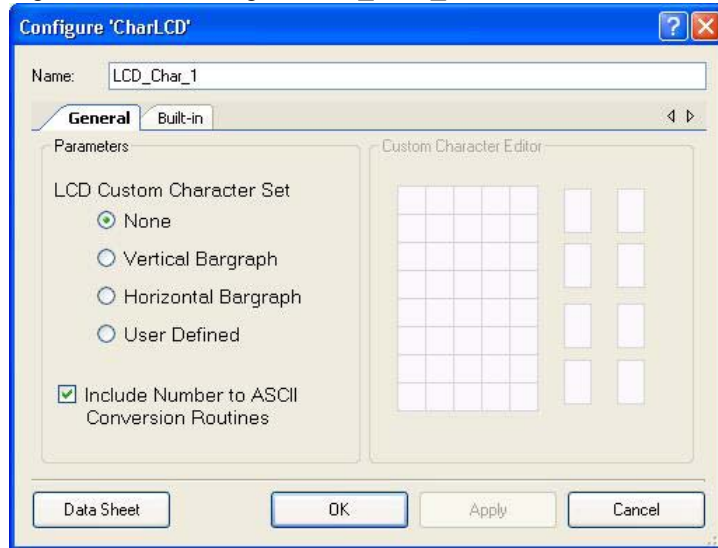 Configure 'CharLCD'
Name: LCD_Char_1
General Built-in
Parameters
Custom Character Editor
LCD Custom Character Set
None
Vertical Bargraph
Horizontal Bargraph
User Defined
Include Number to ASCII
Conversion Routines
Data Sheet OK Apply Cancel